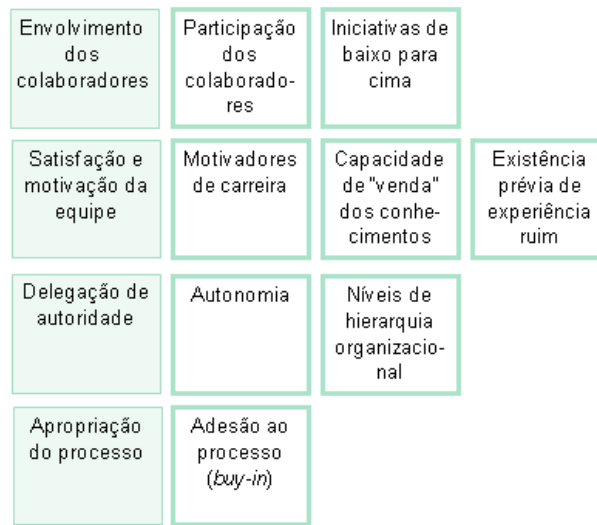 Envolvimento
dos
colaboradores
Participação
dos
colaborado-
res
Iniciativas de
baixo para
cima
Satisfação e
motivação da
equipe
Motivadores
de carreira
Capacidade
de "venda"
dos conhe-
cimentos
Existência
prévia de
experiência
ruim
Delegação de
autoridade
Autonomia
Níveis de
hierarquia
organizacio-
nal
Apropriação
do processo
Adesão ao
processo
(buy-in)